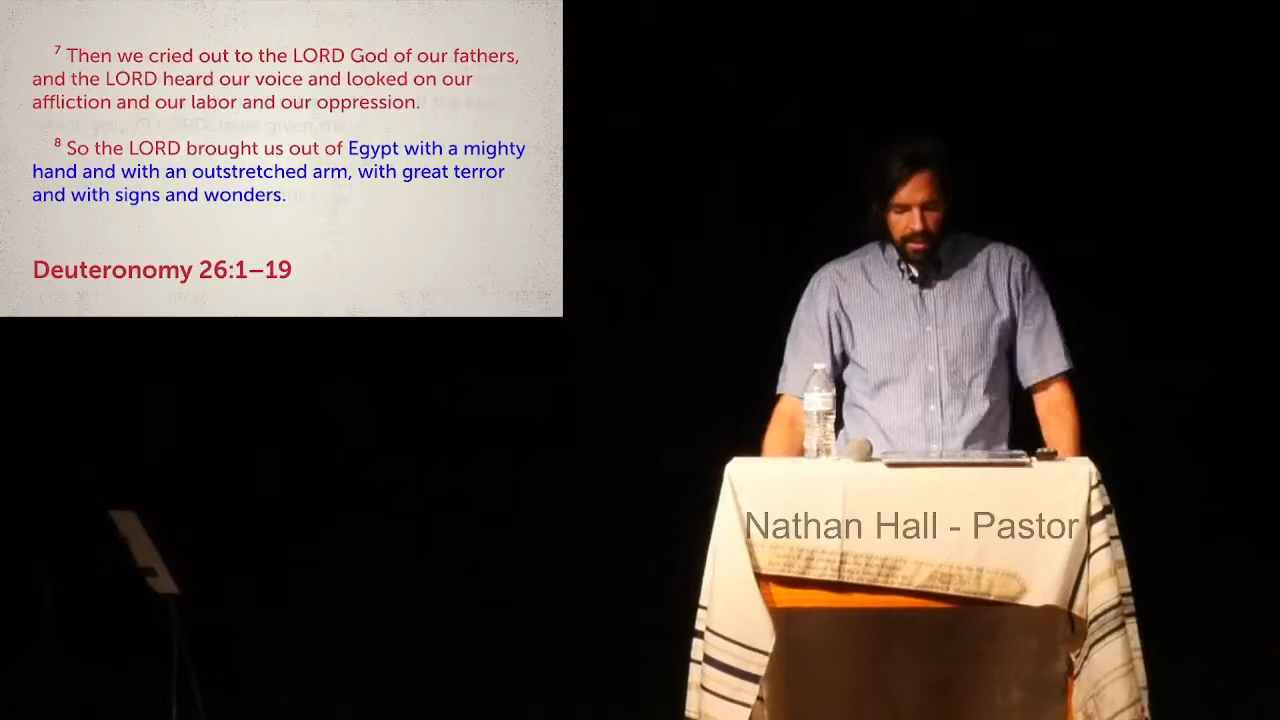 ⁷ Then we cried out to the LORD God of our fathers,
and the LORD heard our voice and looked on our
affliction and our labor and our oppression.
⁸ So the LORD brought us out of Egypt with a mighty
hand and with an outstretched arm, with great terror
and with signs and wonders.
Deuteronomy 26:1–19
Nathan Hall - Pastor